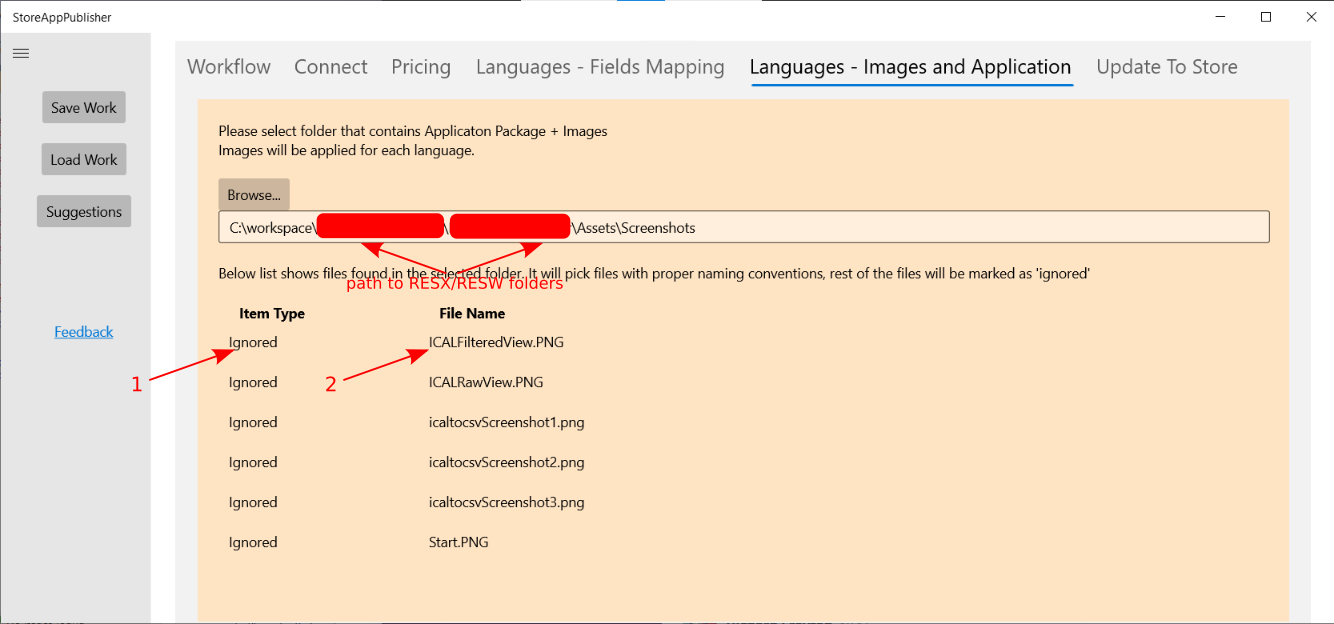 StoreAppPublisher
Workflow Connect Pricing Languages - Fields Mapping Languages - Images and Application Update To Store
Save Work
Load Work
Suggestions
Feedback
Please select folder that contains Applicaton Package + Images
Images will be applied for each language.
Browse...
C:\workspace\ \ \Assets\Screenshots
Below list shows files found in the selected folder. It will pick files with proper naming conventions, rest of the files will be marked as 'ignored'
path to RESX/RESW folders
Item Type File Name
Ignored ICALFilteredView.PNG
1 2
Ignored ICALRawView.PNG
Ignored icaltocsvScreenshot1.png
Ignored icaltocsvScreenshot2.png
Ignored icaltocsvScreenshot3.png
Ignored Start.PNG